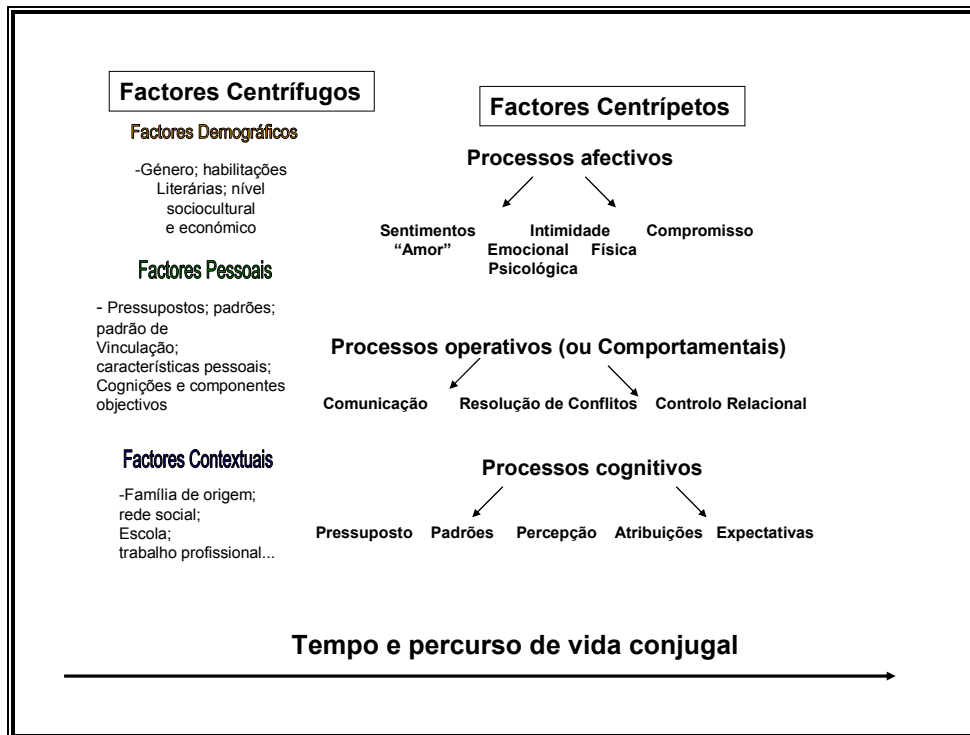 Factores Centrífugos
Factores Demográficos
-Género; habilitações
Literárias; nível
sociocultural
e económico
Factores Pessoais
- Pressupostos; padrões;
padrão de
Vinculação;
características pessoais;
Cognições e componentes
objectivos
Factores Contextuais
-Família de origem;
rede social;
Escola;
trabalho profissional...
Factores Centrípetos
Processos afectivos
Sentimentos Intimidade Compromisso
“Amor” Emocional Física
Psicológica
Processos operativos (ou Comportamentais)
Comunicação Resolução de Conflitos Controlo Relacional
Processos cognitivos
Pressuposto Padrões Percepção Atribuições Expectativas
Tempo e percurso de vida conjugal